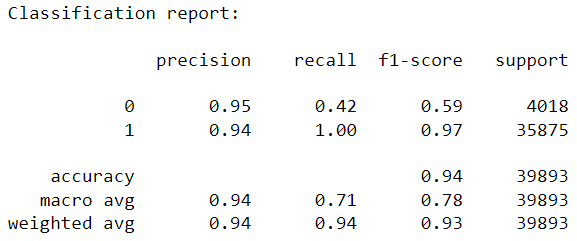 Classification report:
precision recall f1-score support
0 0.95 0.42 0.59 4018
1 0.94 1.00 0.97 35875
accuracy 0.94 39893
macro avg 0.94 0.71 0.78 39893
weighted avg 0.94 0.94 0.93 39893